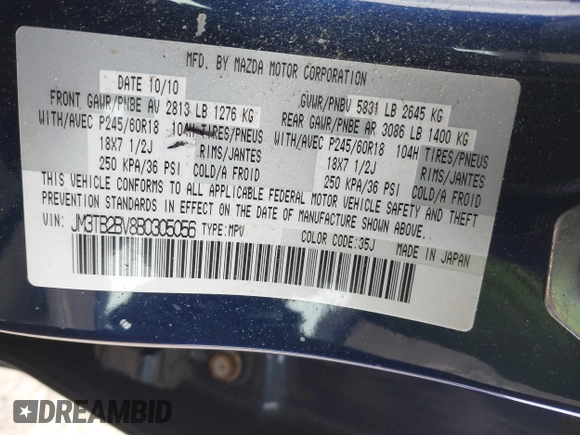 MFD. BY MAZDA MOTOR CORPORATION
DATE 10/10
GVWR/PNBV 5831 LB 2645 KG
FRONT GAWR/PNBE AV 2813 LB 1276 KG
REAR GAWR/PNBE AR 3086 LB 1400 KG
WITH/AVEC P245/60R18 104H TIRES/PNEUS
WITH/AVEC P245/60R18 104H TIRES/PNEUS
18X7 1/2J RIMS/JANTES
18X7 1/2J RIMS/JANTES
250 KPA/36 PSI COLD/A FROID
250 KPA/36 PSI COLD/A FROID
THIS VEHICLE CONFORMS TO ALL APPLICABLE FEDERAL MOTOR VEHICLE SAFETY AND THEFT
PREVENTION STANDARDS IN EFFECT ON THE DATE OF MANUFACTURE SHOWN ABOVE.
VIN: JM3TB2BV8B0305056 TYPE:MPV
COLOR CODE:35J MADE IN JAPAN
DREAMBID